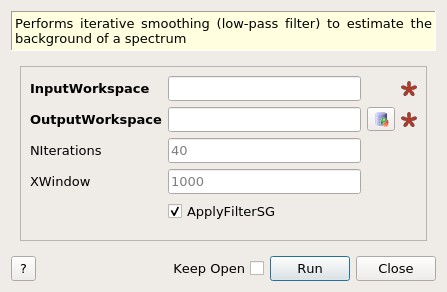 Performs iterative smoothing (low-pass filter) to estimate the
background of a spectrum
InputWorkspace
OutputWorkspace
NIterations 40
XWindow 1000
ApplyFilterSG
? Keep Open Run Close